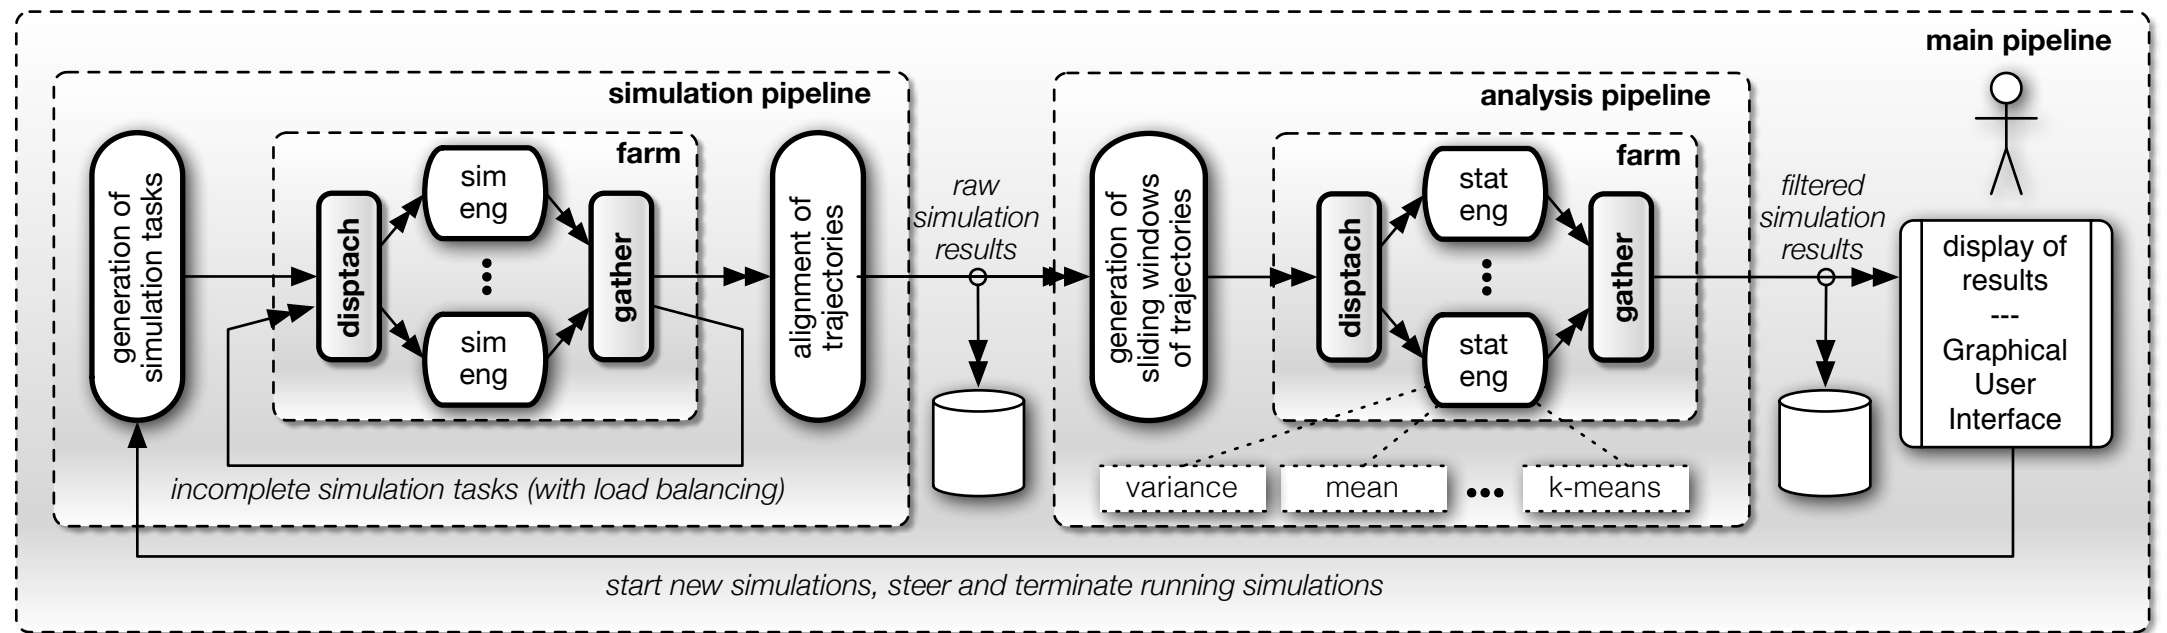 main pipeline
simulation pipeline
generation of
simulation tasks
farm
disptach
sim
eng
sim
eng
gather
alignment of
trajectories
incomplete simulation tasks (with load balancing)
raw
simulation
results
analysis pipeline
generation of
sliding windows
of trajectories
farm
disptach
stat
eng
stat
eng
gather
variance
mean
k-means
filtered
simulation
results
display of
results
---
Graphical
User
Interface
start new simulations, steer and terminate running simulations